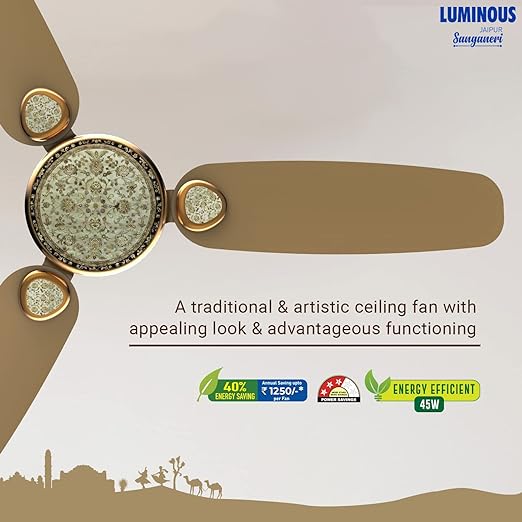 LUMINOUS
JAIPUR
Sanganeri
A traditional & artistic ceiling fan with
appealing look & advantageous functioning
40%
ENERGY SAVING
Annual Saving upto
₹ 1250/-*
per Fan
POWER SAVINGS
ENERGY EFFICIENT
45W